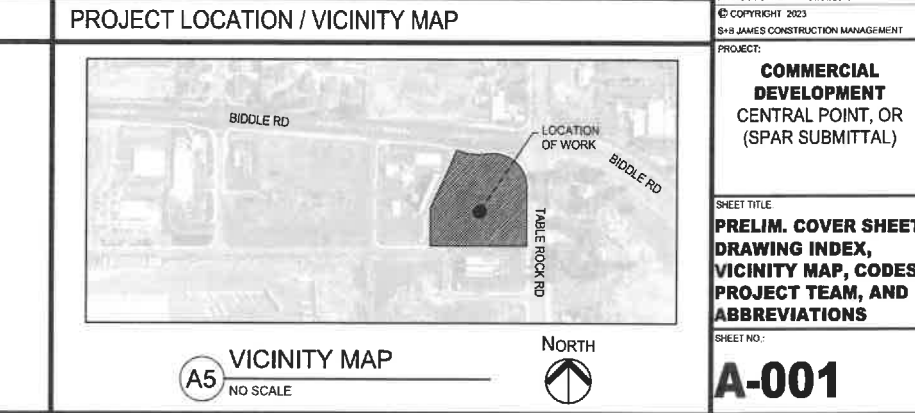 PROJECT LOCATION / VICINITY MAP
BIDDLE RD
LOCATION
OF WORK
BIDDLE RD
TABLE ROCK RD
A5
VICINITY MAP
NO SCALE
NORTH
© COPYRIGHT 2023
S+B JAMES CONSTRUCTION MANAGEMENT
PROJECT:
COMMERCIAL
DEVELOPMENT
CENTRAL POINT, OR
(SPAR SUBMITTAL)
SHEET TITLE
PRELIM. COVER SHEET
DRAWING INDEX,
VICINITY MAP, CODES
PROJECT TEAM, AND
ABBREVIATIONS
SHEET NO.:
A-001